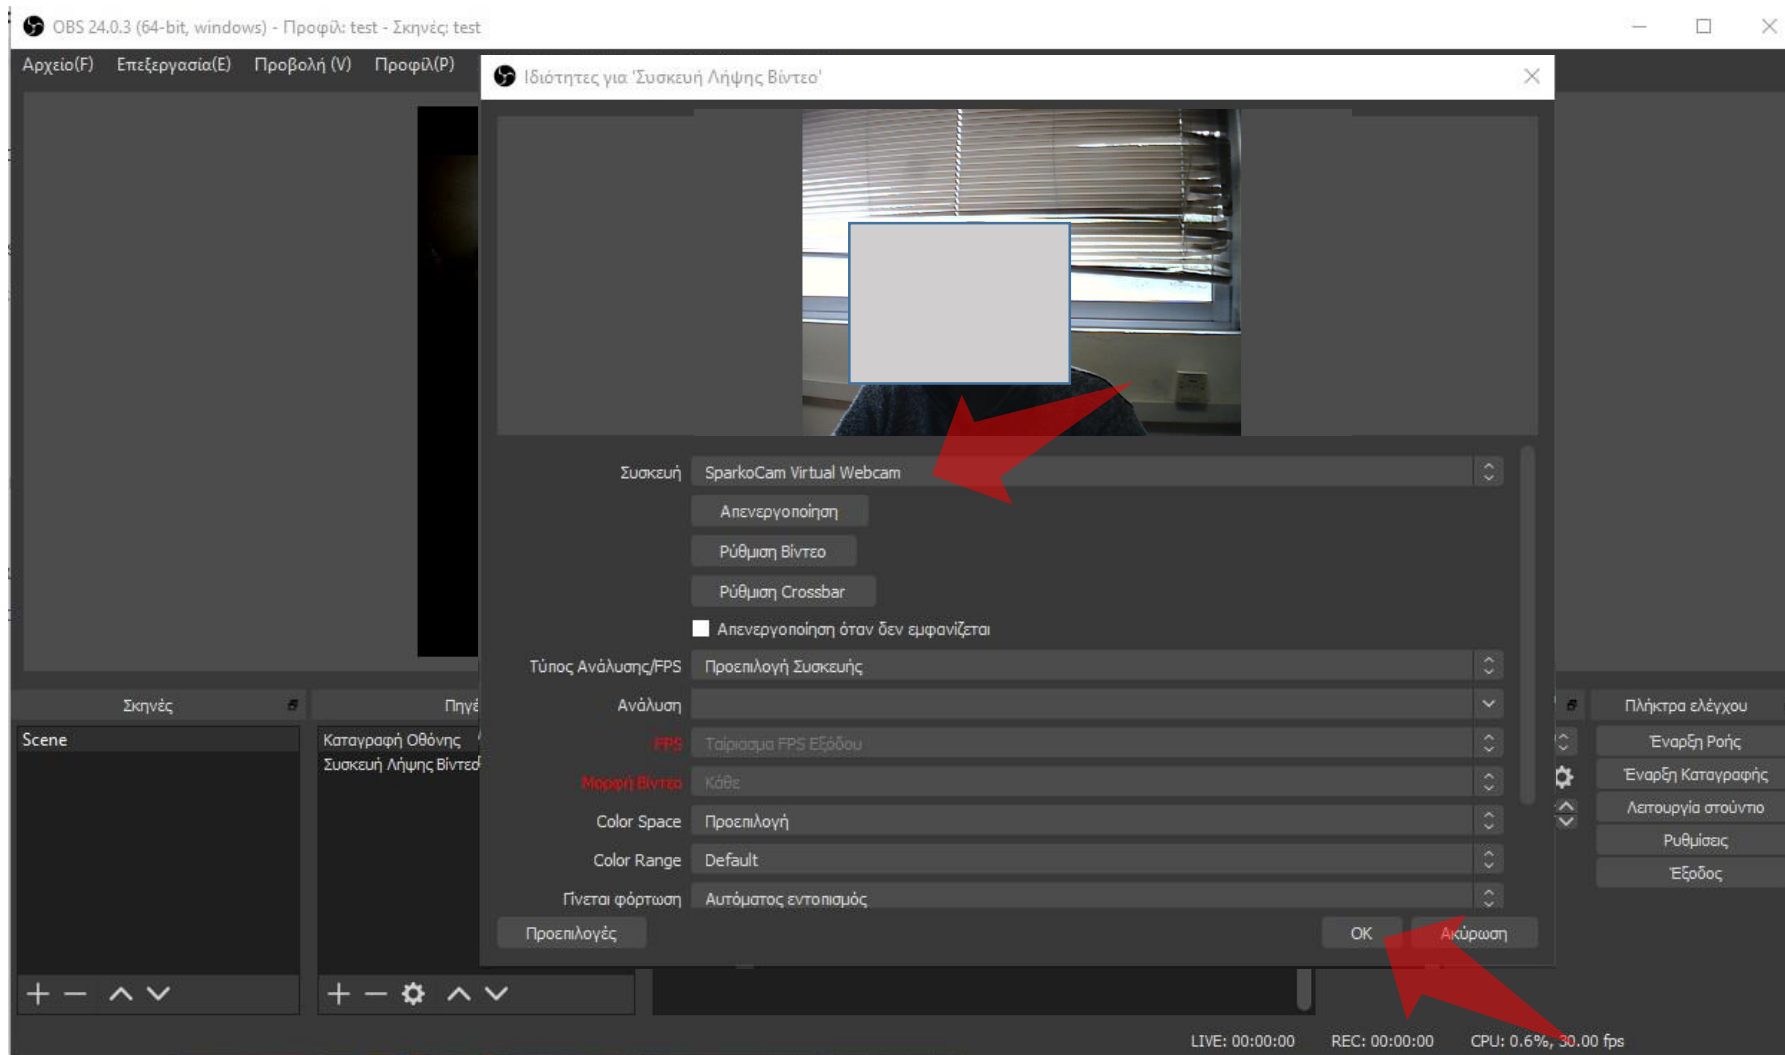 OBS 24.0.3 (64-bit, windows) - Προφίλ: test - Σκηνές: test
Αρχείο(F) Επεξεργασία(E) Προβολή (V) Προφίλ(P)
Ιδιότητες για 'Συσκευή Λήψης Βίντεο'
Συσκευή SparkoCam Virtual Webcam
Απενεργοποίηση
Ρύθμιση Βίντεο
Ρύθμιση Crossbar
Απενεργοποίηση όταν δεν εμφανίζεται
Τύπος Ανάλυσης/FPS Προεπιλογή Συσκευής
Ανάλυση
FPS Ταίριασμα FPS Εξόδου
Μορφή Βίντεο Κάθε
Color Space Προεπιλογή
Color Range Default
Γίνεται φόρτωση Αυτόματος εντοπισμός
Προεπιλογές OK Ακύρωση
Σκηνές
Scene
Πηγέ
Καταγραφή Οθόνης
Συσκευή Λήψης Βίντεο
Πλήκτρα ελέγχου
Έναρξη Ροής
Έναρξη Καταγραφής
Λειτουργία στούντιο
Ρυθμίσεις
Έξοδος
LIVE: 00:00:00 REC: 00:00:00 CPU: 0.6%, 30.00 fps